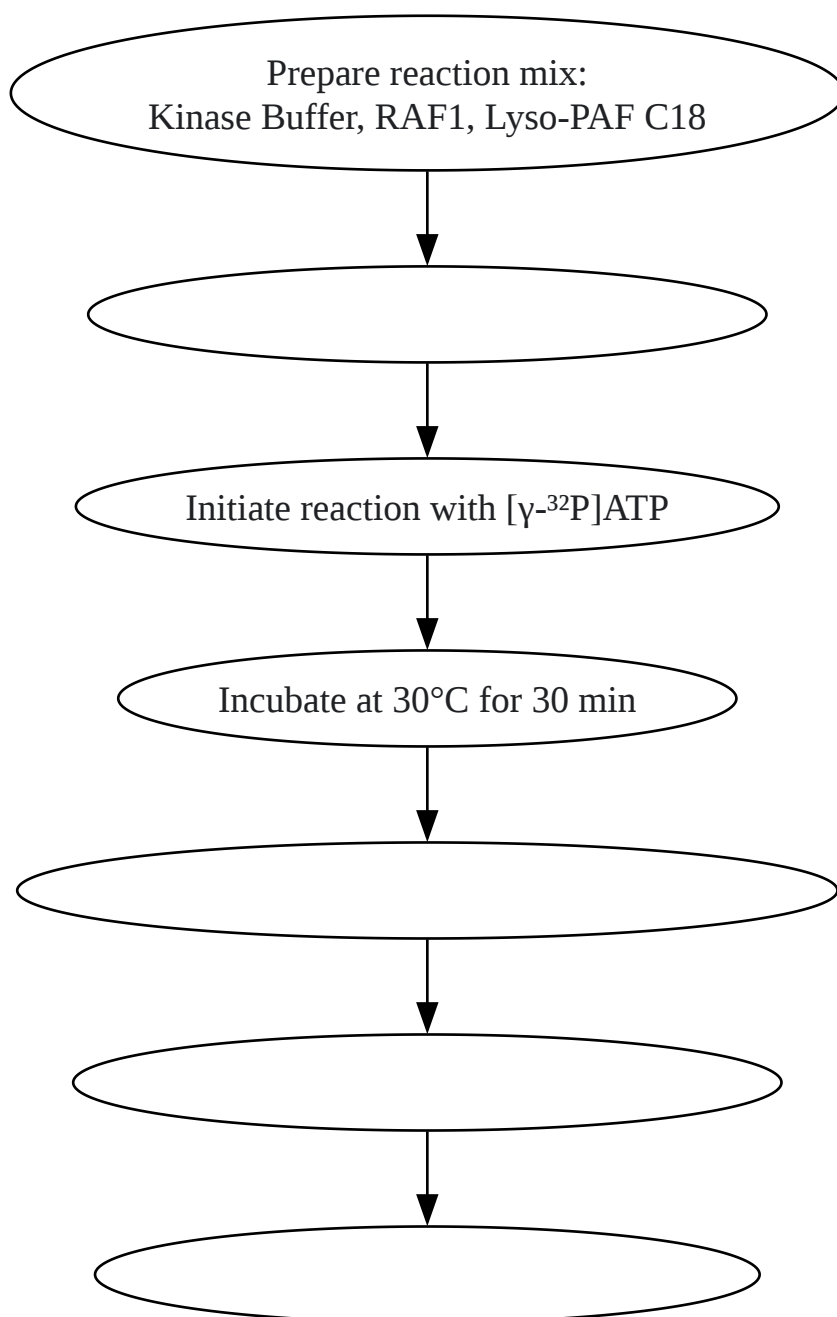 Prepare reaction mix:
Kinase Buffer, RAF1, Lyso-PAF C18
Initiate reaction with [γ-³²P]ATP
Incubate at 30°C for 30 min